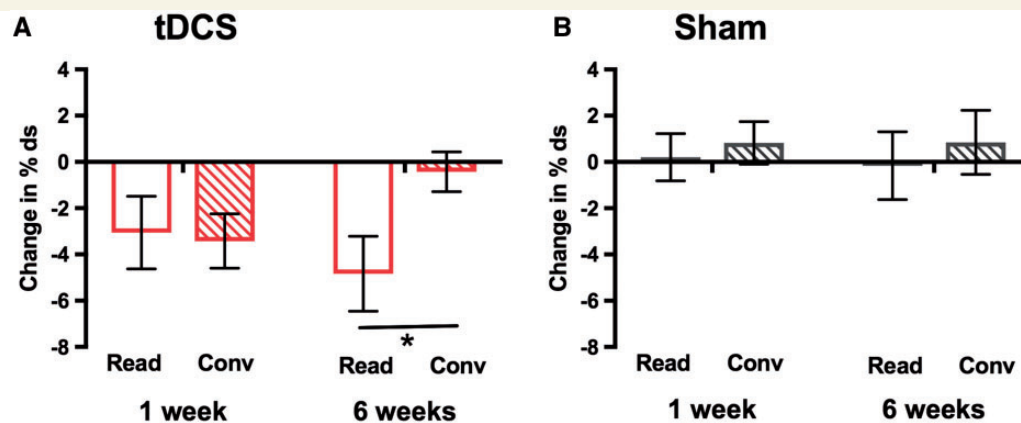 A tDCS
Change in % ds
4
2
0
-2
-4
-6
-8
*
Read Conv Read Conv
1 week 6 weeks
B Sham
Change in % ds
4
2
0
-2
-4
-6
-8
Read Conv Read Conv
1 week 6 weeks